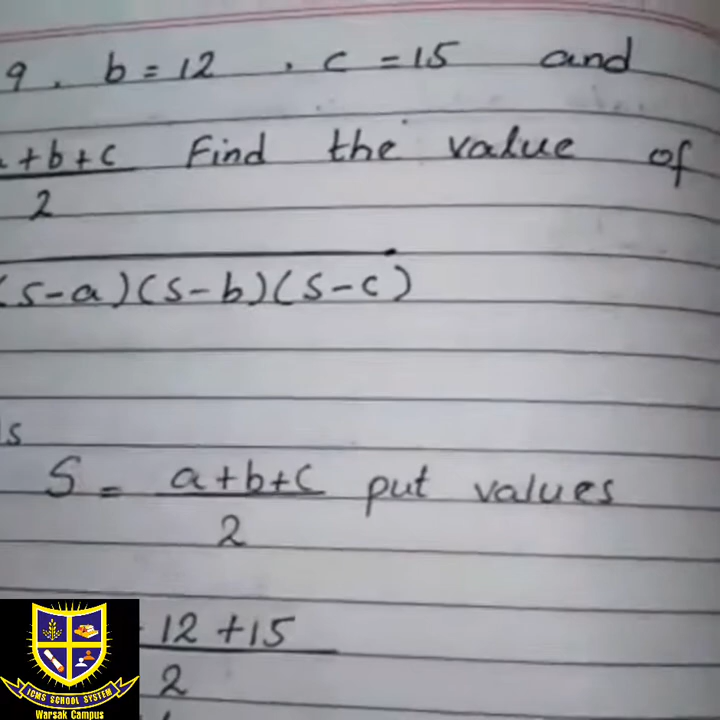 9, b = 12, c = 15 and
a+b+c Find the value of
2
(s-a)(s-b)(s-c)
S = a+b+c put values
2
12 + 15
2
ICMS SCHOOL SYSTEM
Warsak Campus